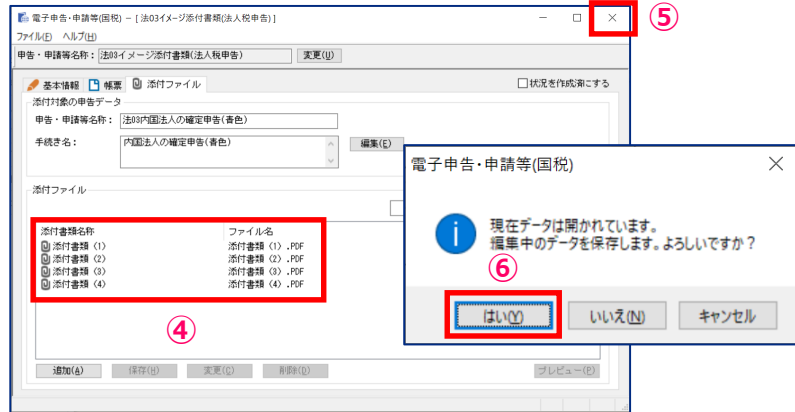 電子申告・申請等(国税) － [ 法03イメージ添付書類(法人税申告) ]
⑤
ファイル(F) ヘルプ(H)
申告・申請等名称： 法03イメージ添付書類(法人税申告) 変更(U)
基本情報 帳票 添付ファイル 状況を作成済にする
添付対象の申告データ
申告・申請等名称： 法03内国法人の確定申告(青色)
手続き名： 内国法人の確定申告(青色) 編集(E)
電子申告・申請等(国税)
添付ファイル
添付書類名称 ファイル名
添付書類（1） 添付書類（1）.PDF
添付書類（2） 添付書類（2）.PDF
添付書類（3） 添付書類（3）.PDF
添付書類（4） 添付書類（4）.PDF
現在データは開かれています。
編集中のデータを保存します。よろしいですか？
⑥
はい(Y) いいえ(N) キャンセル
④
追加(A) 保存(H) 変更(C) 削除(D) プレビュー(P)